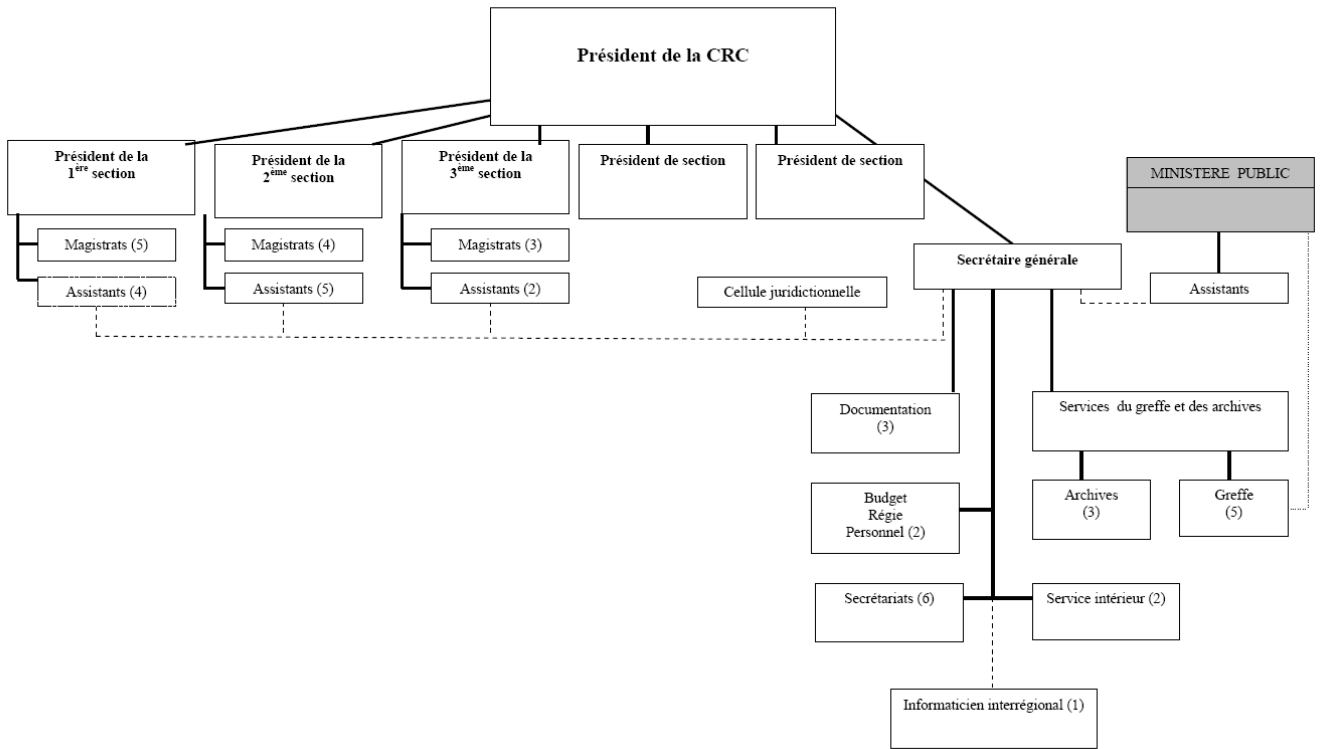 Président de la CRC
Président de la
1ère section
Président de la
2ème section
Président de la
3ème section
Président de section
Président de section
MINISTERE PUBLIC
Magistrats (5)
Magistrats (4)
Magistrats (3)
Secrétaire générale
Assistants (4)
Assistants (5)
Assistants (2)
Cellule juridictionnelle
Assistants
Documentation
(3)
Services du greffe et des archives
Budget
Régie
Personnel (2)
Archives
(3)
Greffe
(5)
Secrétariats (6)
Service intérieur (2)
Informaticien interrégional (1)